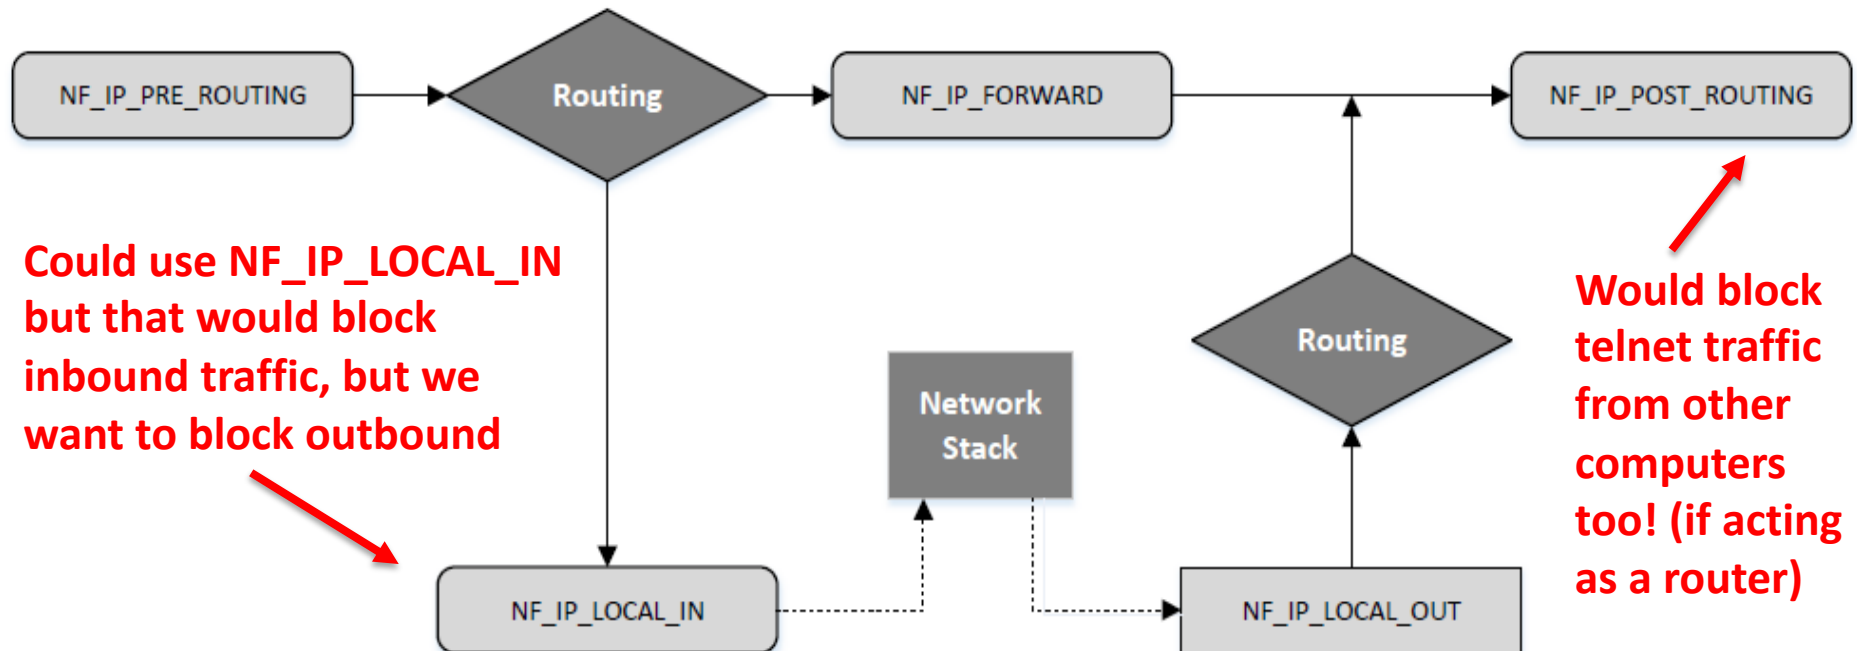 NF_IP_PRE_ROUTING
Routing
NF_IP_FORWARD
NF_IP_POST_ROUTING
Could use NF_IP_LOCAL_IN
but that would block
inbound traffic, but we
want to block outbound
Network
Stack
Routing
Would block
telnet traffic
from other
computers
too! (if acting
as a router)
NF_IP_LOCAL_IN
NF_IP_LOCAL_OUT